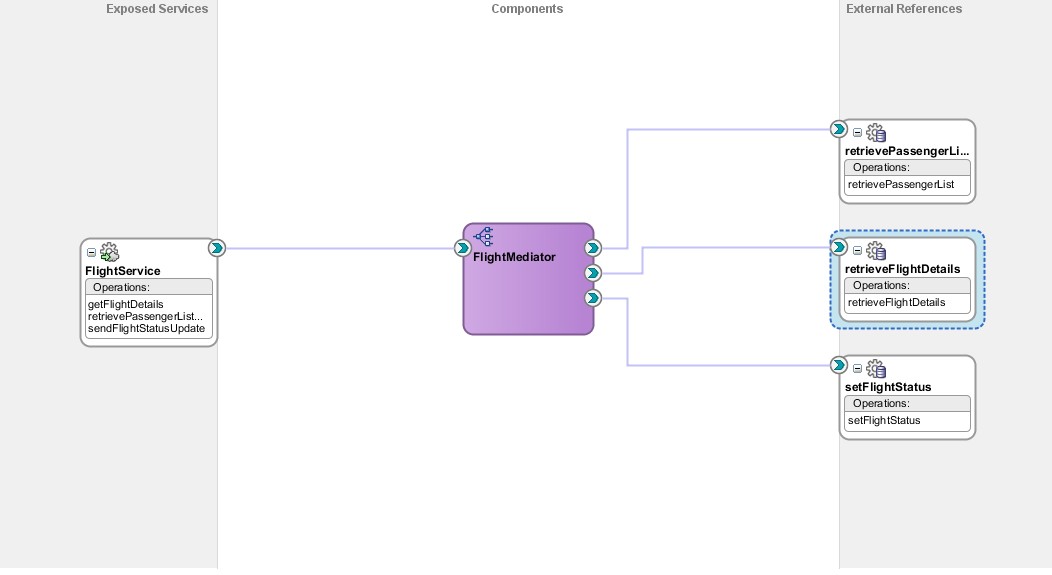 Exposed Services
Components
External References
FlightService
Operations:
getFlightDetails
retrievePassengerList...
sendFlightStatusUpdate
FlightMediator
retrievePassengerLi...
Operations:
retrievePassengerList
retrieveFlightDetails
Operations:
retrieveFlightDetails
setFlightStatus
Operations:
setFlightStatus